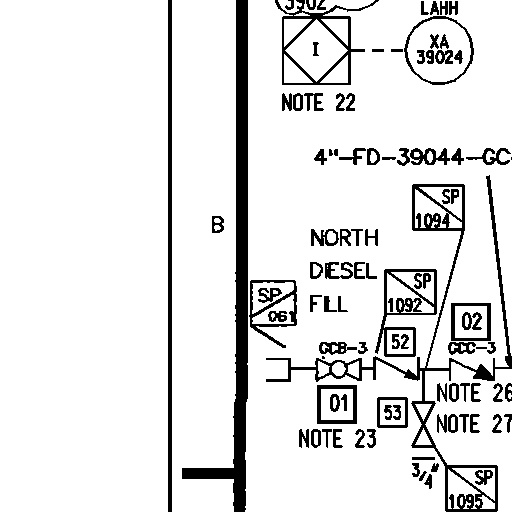 3902
LAHH
I
XA
39024
NOTE 22
4"-FD-39044-GC
SP
1094
B
NORTH
DIESEL
FILL
SP
1092
SP
061
02
52
GCB-3
GCC-3
01
53
NOTE 26
NOTE 27
NOTE 23
3/4"
SP
1095